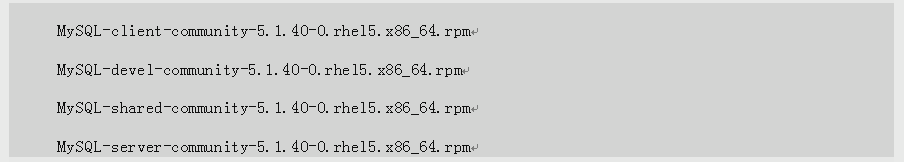 MySQL-client-community-5.1.40-0.rhel5.x86_64.rpm
MySQL-devel-community-5.1.40-0.rhel5.x86_64.rpm
MySQL-shared-community-5.1.40-0.rhel5.x86_64.rpm
MySQL-server-community-5.1.40-0.rhel5.x86_64.rpm